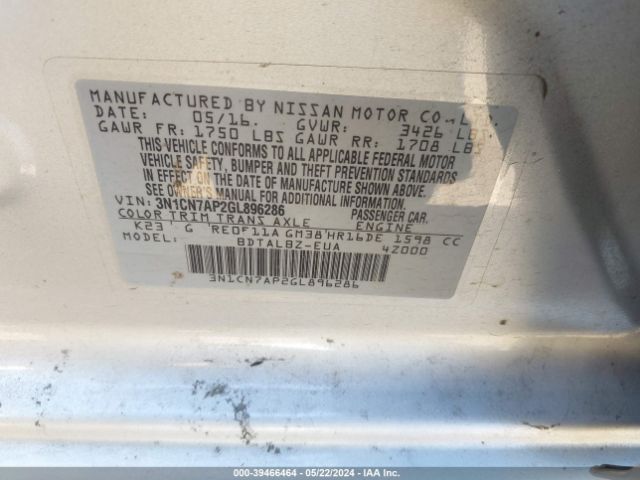 MANUFACTURED BY NISSAN MOTOR CO., LTD.
DATE: 05/16. GVWR: 3426 LBS
GAWR FR: 1750 LBS GAWR RR: 1708 LBS
THIS VEHICLE CONFORMS TO ALL APPLICABLE FEDERAL MOTOR
VEHICLE SAFETY, BUMPER AND THEFT PREVENTION STANDARDS
IN EFFECT ON THE DATE OF MANUFACTURE SHOWN ABOVE.
SEE OWNER'S MANUAL FOR ADDITIONAL INFORMATION.
VIN: 3N1CN7AP2GL896286 PASSENGER CAR.
COLOR TRIM TRANS AXLE ENGINE
K23 G RE0F11A GM38 HR16DE 1598 CC
MODEL: BDTALBZ-EUA 4Z000
3N1CN7AP2GL896286
000-39466464 - 05/22/2024 - IAA Inc.